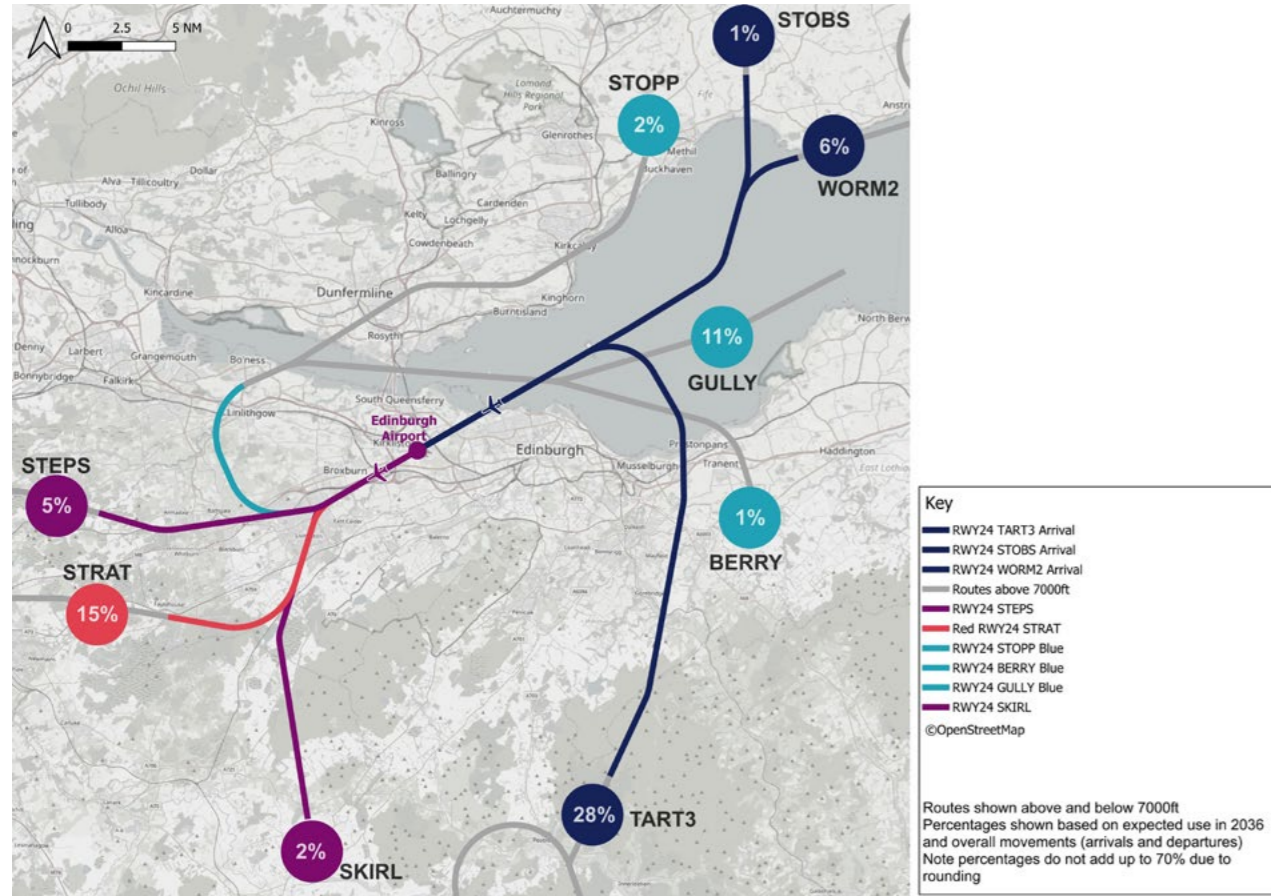 0 2.5 5 NM
Auchtermuchty
STOBS
1%
Ochil Hills
Lomond
Hills Regional
Park
Fife
STOPP
Kinross
Glenrothes
2%
6%
WORM2
Methil
Buckhaven
Dollar
Alva
Tillicoultry
Ballingry
Tullibody
Cardenden
Alloa
Kelty
Lochgelly
Cowdenbeath
Kirkcaldy
Dunfermline
Kincardine
Kinghorn
Burntisland
Rosyth
North Berw
Denny
Larbert
Grangemouth
Bo'ness
11%
GULLY
Bonnybridge
Falkirk
Linlithgow
South Queensferry
Edinburgh
Airport
Kirkliston
Edinburgh
Prestonpans
Musselburgh
Tranent
Haddington
East Lothia
Broxburn
STEPS
5%
1%
BERRY
STRAT
15%
28%
TART3
2%
SKIRL
Key
RWY24 TART3 Arrival
RWY24 STOBS Arrival
RWY24 WORM2 Arrival
Routes above 7000ft
RWY24 STEPS
Red RWY24 STRAT
RWY24 STOPP Blue
RWY24 BERRY Blue
RWY24 GULLY Blue
RWY24 SKIRL
©OpenStreetMap
Routes shown above and below 7000ft
Percentages shown based on expected use in 2036
and overall movements (arrivals and departures)
Note percentages do not add up to 70% due to
rounding